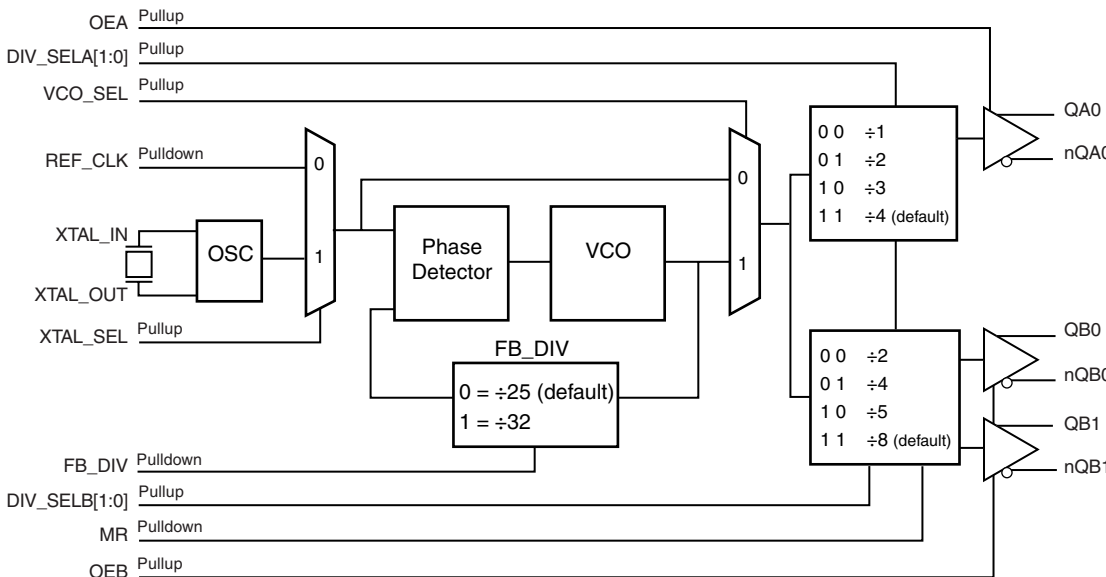 OEA Pullup
DIV_SELA[1:0] Pullup
VCO_SEL Pullup
REF_CLK Pulldown
XTAL_IN
XTAL_OUT
XTAL_SEL Pullup
OSC
0
1
Phase
Detector
VCO
FB_DIV
0 = ÷25 (default)
1 = ÷32
0
1
0 0 ÷1
0 1 ÷2
1 0 ÷3
1 1 ÷4 (default)
QA0
nQA0
0 0 ÷2
0 1 ÷4
1 0 ÷5
1 1 ÷8 (default)
QB0
nQB0
QB1
nQB1
FB_DIV Pulldown
DIV_SELB[1:0] Pullup
MR Pulldown
OEB Pullup